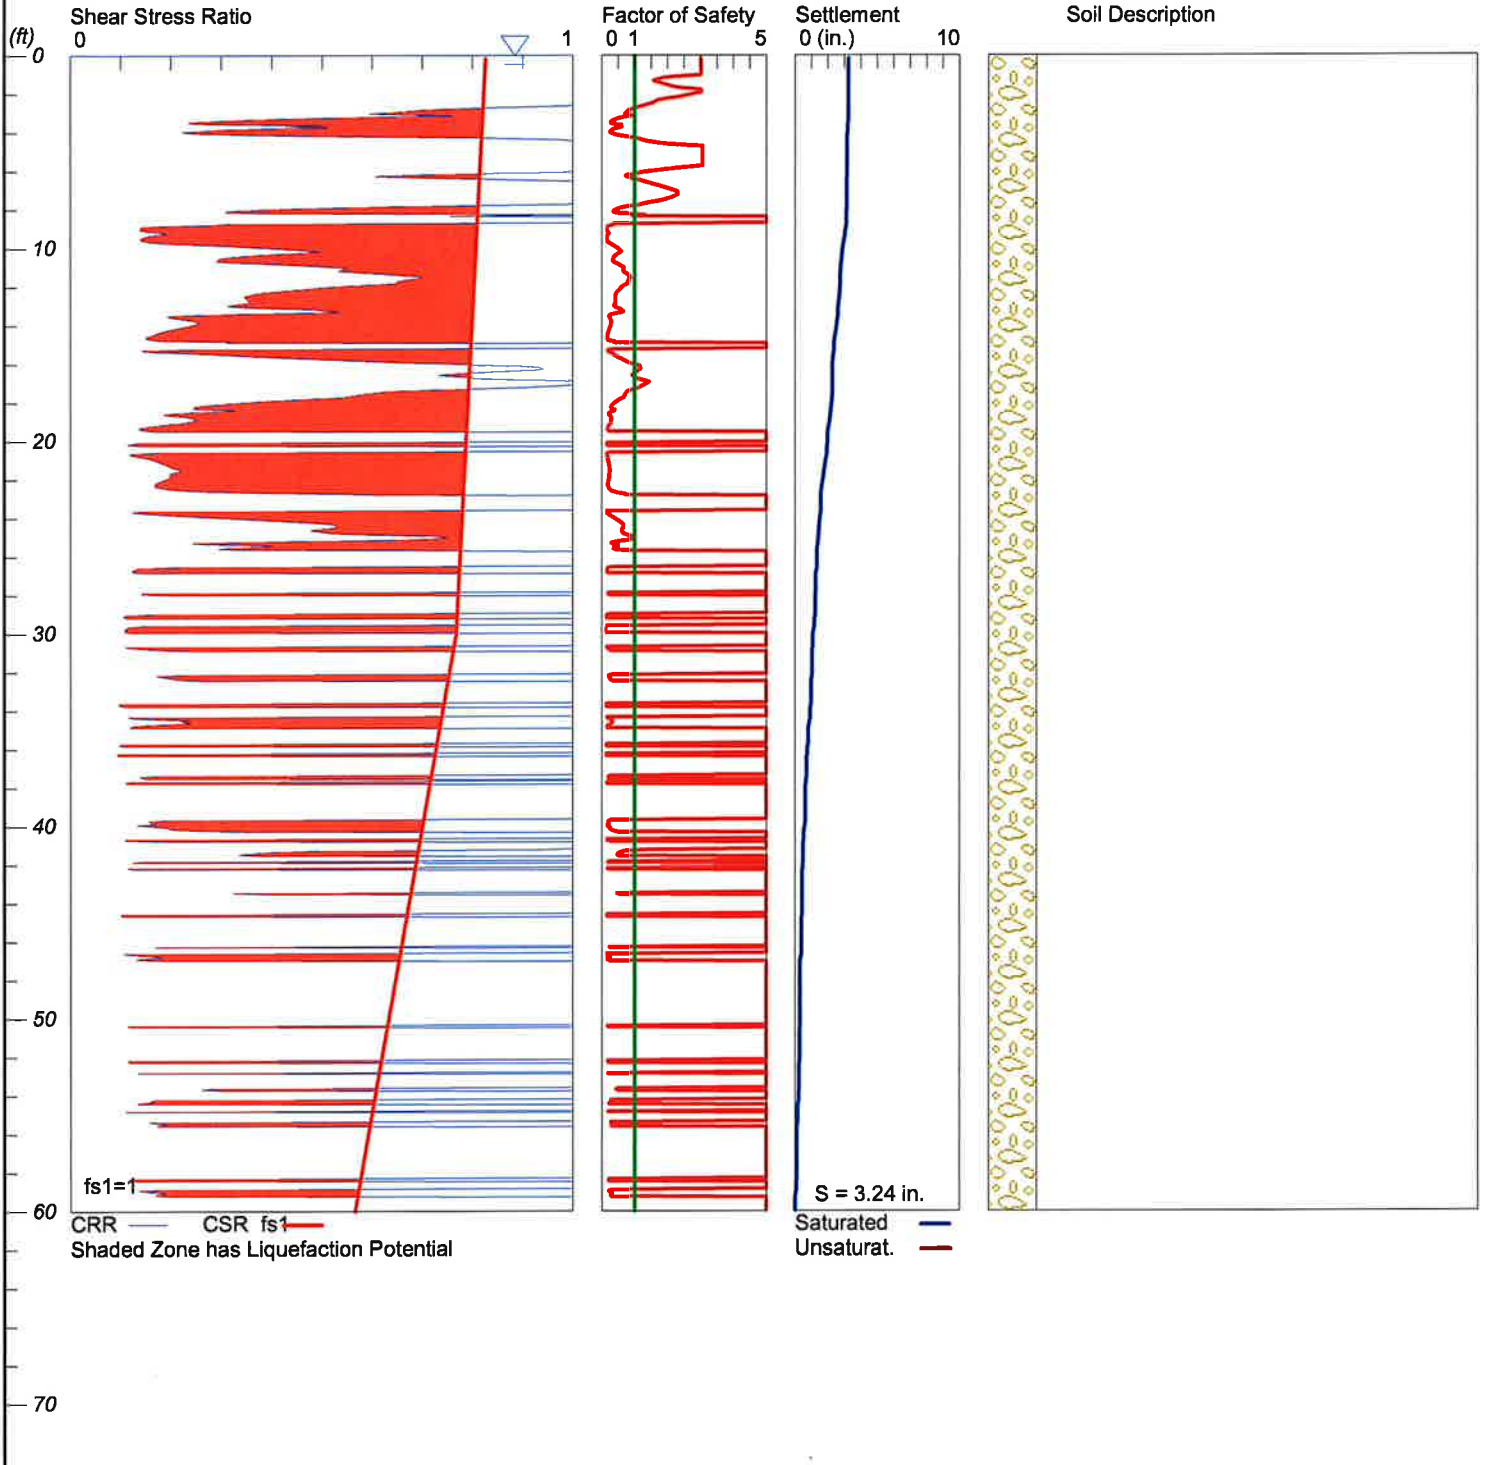 Shear Stress Ratio
Factor of Safety
Settlement
Soil Description
(ft)
0
1
0 1
5
0 (in.)
10
0
10
20
30
40
50
60
70
fs1=1
S = 3.24 in.
CRR
CSR fs1
Shaded Zone has Liquefaction Potential
Saturated
Unsaturat.